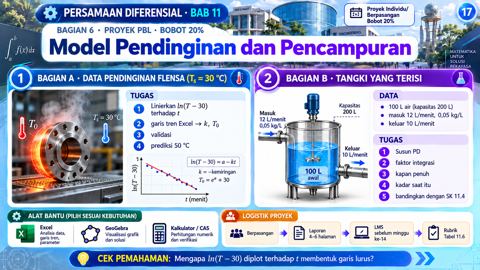 PERSAMAAN DIFERENSIAL • BAB 11
BAGIAN 6 • PROYEK PBL • BOBOT 20%
Model Pendinginan dan Pencampuran
Proyek Individu/
Berpasangan
Bobot 20%
17
∫ f(x) dx
MATEMATIKA
UNTUK
SOLUSI
REKAYASA
1 BAGIAN A • DATA PENDINGINAN FLENSA (Tₛ = 30 °C)
T₀
Tₛ = 30 °C
TUGAS
1 Linierkan ln(T − 30)
terhadap t
2 garis tren Excel → k, T₀
3 validasi
4 prediksi 50 °C
ln(T − 30)
ln(T−30) = a − kt
k = −kemiringan
T₀ = eᵃ + 30
t (menit)
2 BAGIAN B • TANGKI YANG TERISI
Masuk
12 L/menit,
0,05 kg/L
Kapasitas
200 L
Keluar
10 L/menit
100 L
awal
DATA
• 100 L air (kapasitas 200 L)
• masuk 12 L/menit, 0,05 kg/L
• keluar 10 L/menit
TUGAS
1 Susun PD
2 faktor integrasi
3 kapan penuh
4 kadar saat itu
5 bandingkan dengan SK 11.4
ALAT BANTU (PILIH SESUAI KEBUTUHAN)
Excel
Analisis data,
garis tren,
parameter
GeoGebra
Visualisasi grafik
dan solusi
Kalkulator / CAS
Perhitungan numerik
dan verifikasi
LOGISTIK PROYEK
Berpasangan
Laporan
4–6 halaman
LMS
sebelum minggu
ke-14
Rubrik
Tabel 11.6
CEK PEMAHAMAN: Mengapa ln(T − 30) diplot terhadap t membentuk garis lurus?